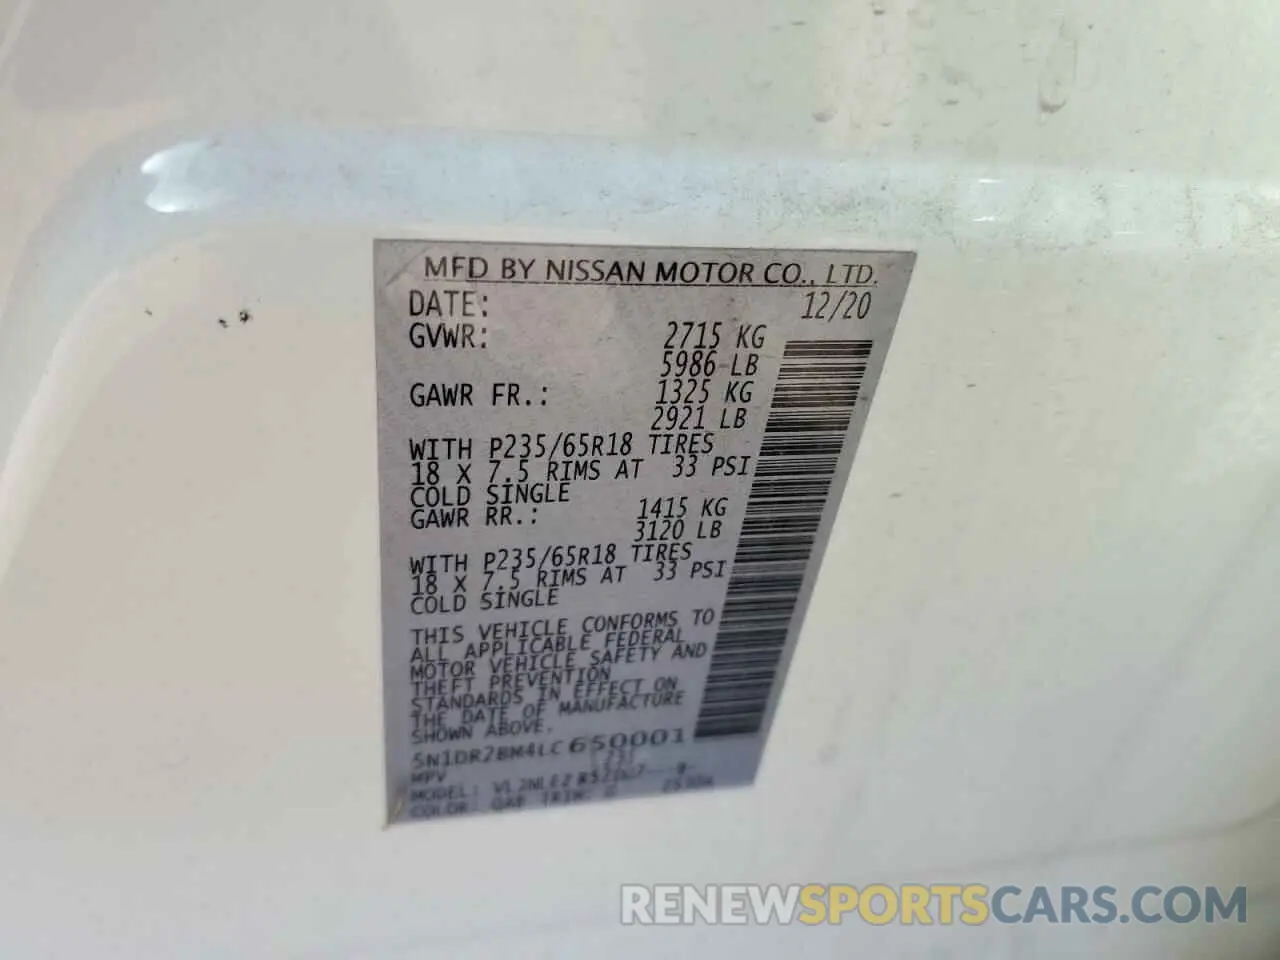 MFD BY NISSAN MOTOR CO., LTD.
DATE: 12/20
GVWR: 2715 KG
5986 LB
GAWR FR.: 1325 KG
2921 LB
WITH P235/65R18 TIRES
18 X 7.5 RIMS AT 33 PSI
COLD SINGLE
GAWR RR.: 1415 KG
3120 LB
WITH P235/65R18 TIRES
18 X 7.5 RIMS AT 33 PSI
COLD SINGLE
THIS VEHICLE CONFORMS TO
ALL APPLICABLE FEDERAL
MOTOR VEHICLE SAFETY AND
THEFT PREVENTION
STANDARDS IN EFFECT ON
THE DATE OF MANUFACTURE
SHOWN ABOVE.
5N1DR2BM4LC650001
MPV
MODEL:
COLOR: QAB TRIM: G
RENEWSPORTSCARS.COM